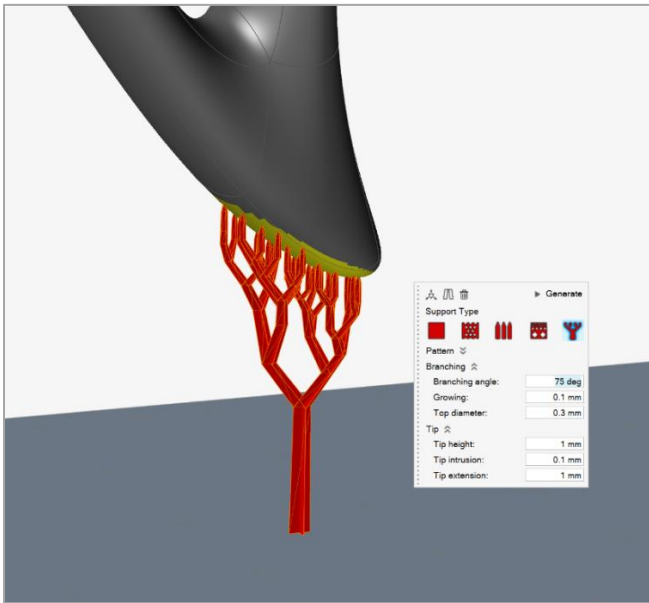 Generate
Support Type
Pattern
Branching
Branching angle: 75 deg
Growing: 0.1 mm
Top diameter: 0.3 mm
Tip
Tip height: 1 mm
Tip intrusion: 0.1 mm
Tip extension: 1 mm